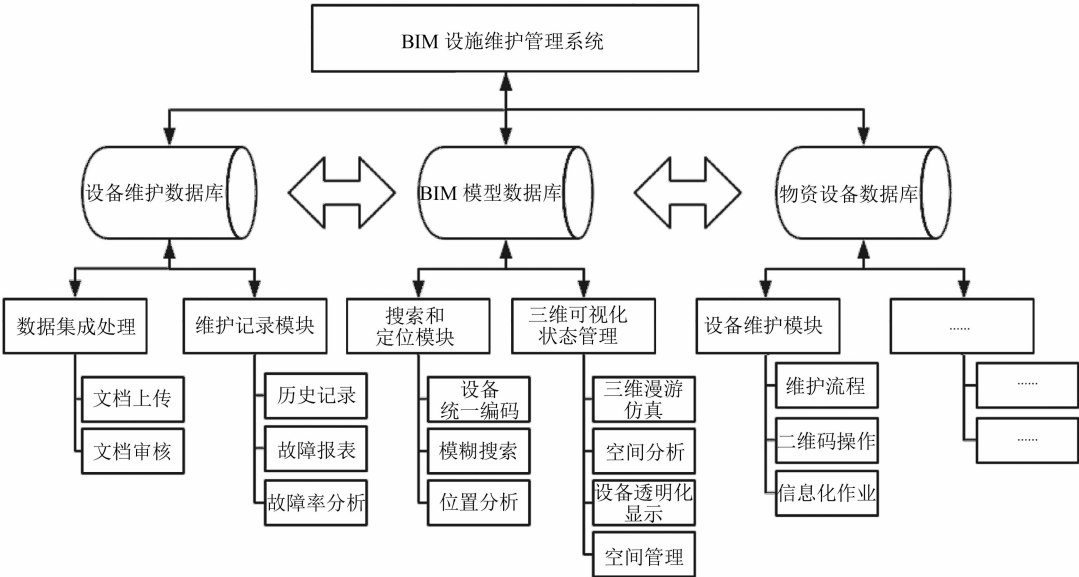 BIM 设施维护管理系统
设备维护数据库
BIM 模型数据库
物资设备数据库
数据集成处理
维护记录模块
搜索和
定位模块
三维可视化
状态管理
设备维护模块
......
文档上传
文档审核
历史记录
故障报表
故障率分析
设备
统一编码
模糊搜索
位置分析
三维漫游
仿真
空间分析
设备透明化
显示
空间管理
维护流程
二维码操作
信息化作业
......
......